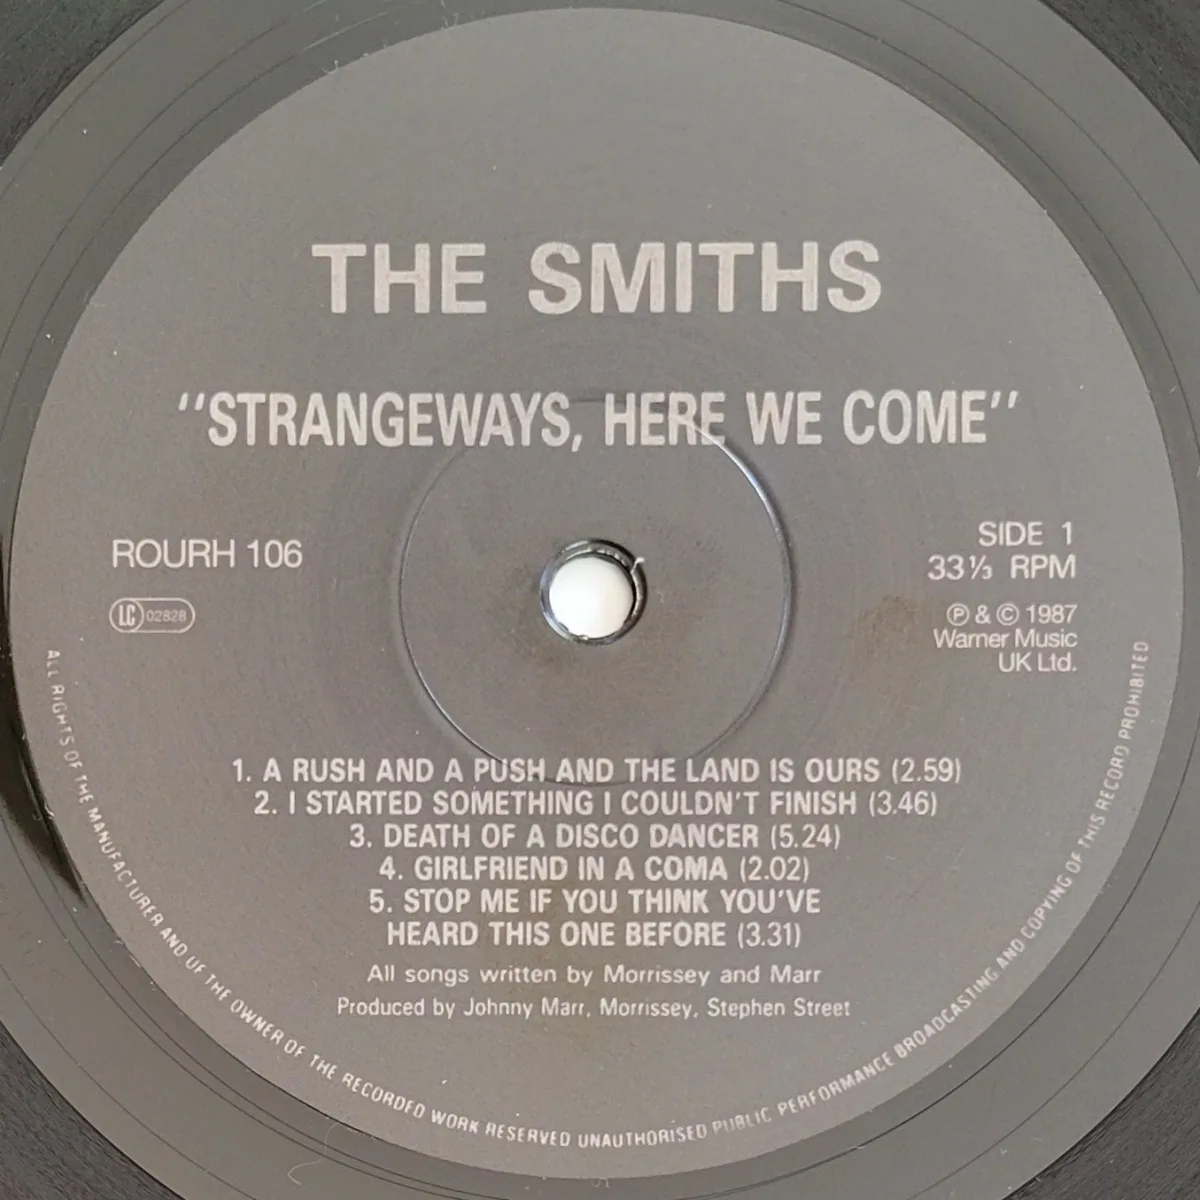 THE SMITHS
"STRANGEWAYS, HERE WE COME"
ROURH 106
LC 02828
SIDE 1
33⅓ RPM
℗ & © 1987
Warner Music
UK Ltd.
1. A RUSH AND A PUSH AND THE LAND IS OURS (2.59)
2. I STARTED SOMETHING I COULDN'T FINISH (3.46)
3. DEATH OF A DISCO DANCER (5.24)
4. GIRLFRIEND IN A COMA (2.02)
5. STOP ME IF YOU THINK YOU'VE
HEARD THIS ONE BEFORE (3.31)
All songs written by Morrissey and Marr
Produced by Johnny Marr, Morrissey, Stephen Street
ALL RIGHTS OF THE MANUFACTURER AND OF THE OWNER OF THE RECORDED WORK RESERVED UNAUTHORISED PUBLIC PERFORMANCE BROADCASTING AND COPYING OF THIS RECORD PROHIBITED